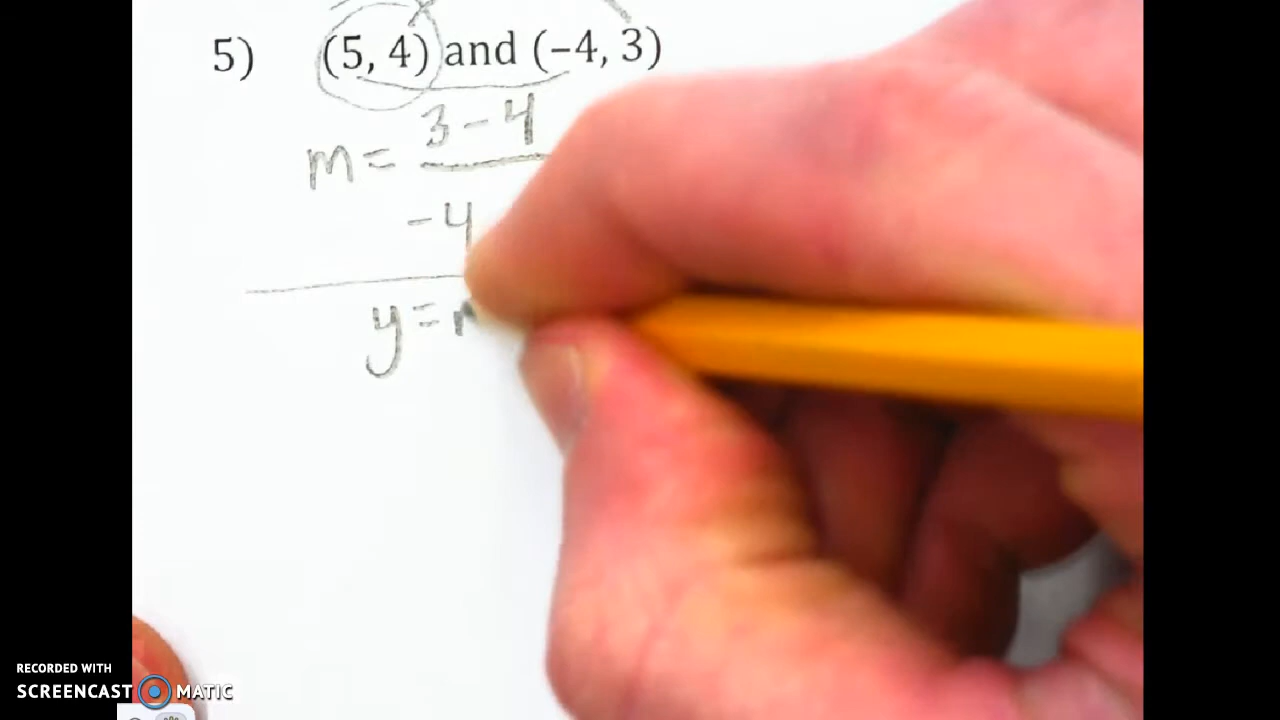 5) (5, 4) and (−4, 3)
m = 3 - 4
-4
y =
RECORDED WITH
SCREENCAST MATIC